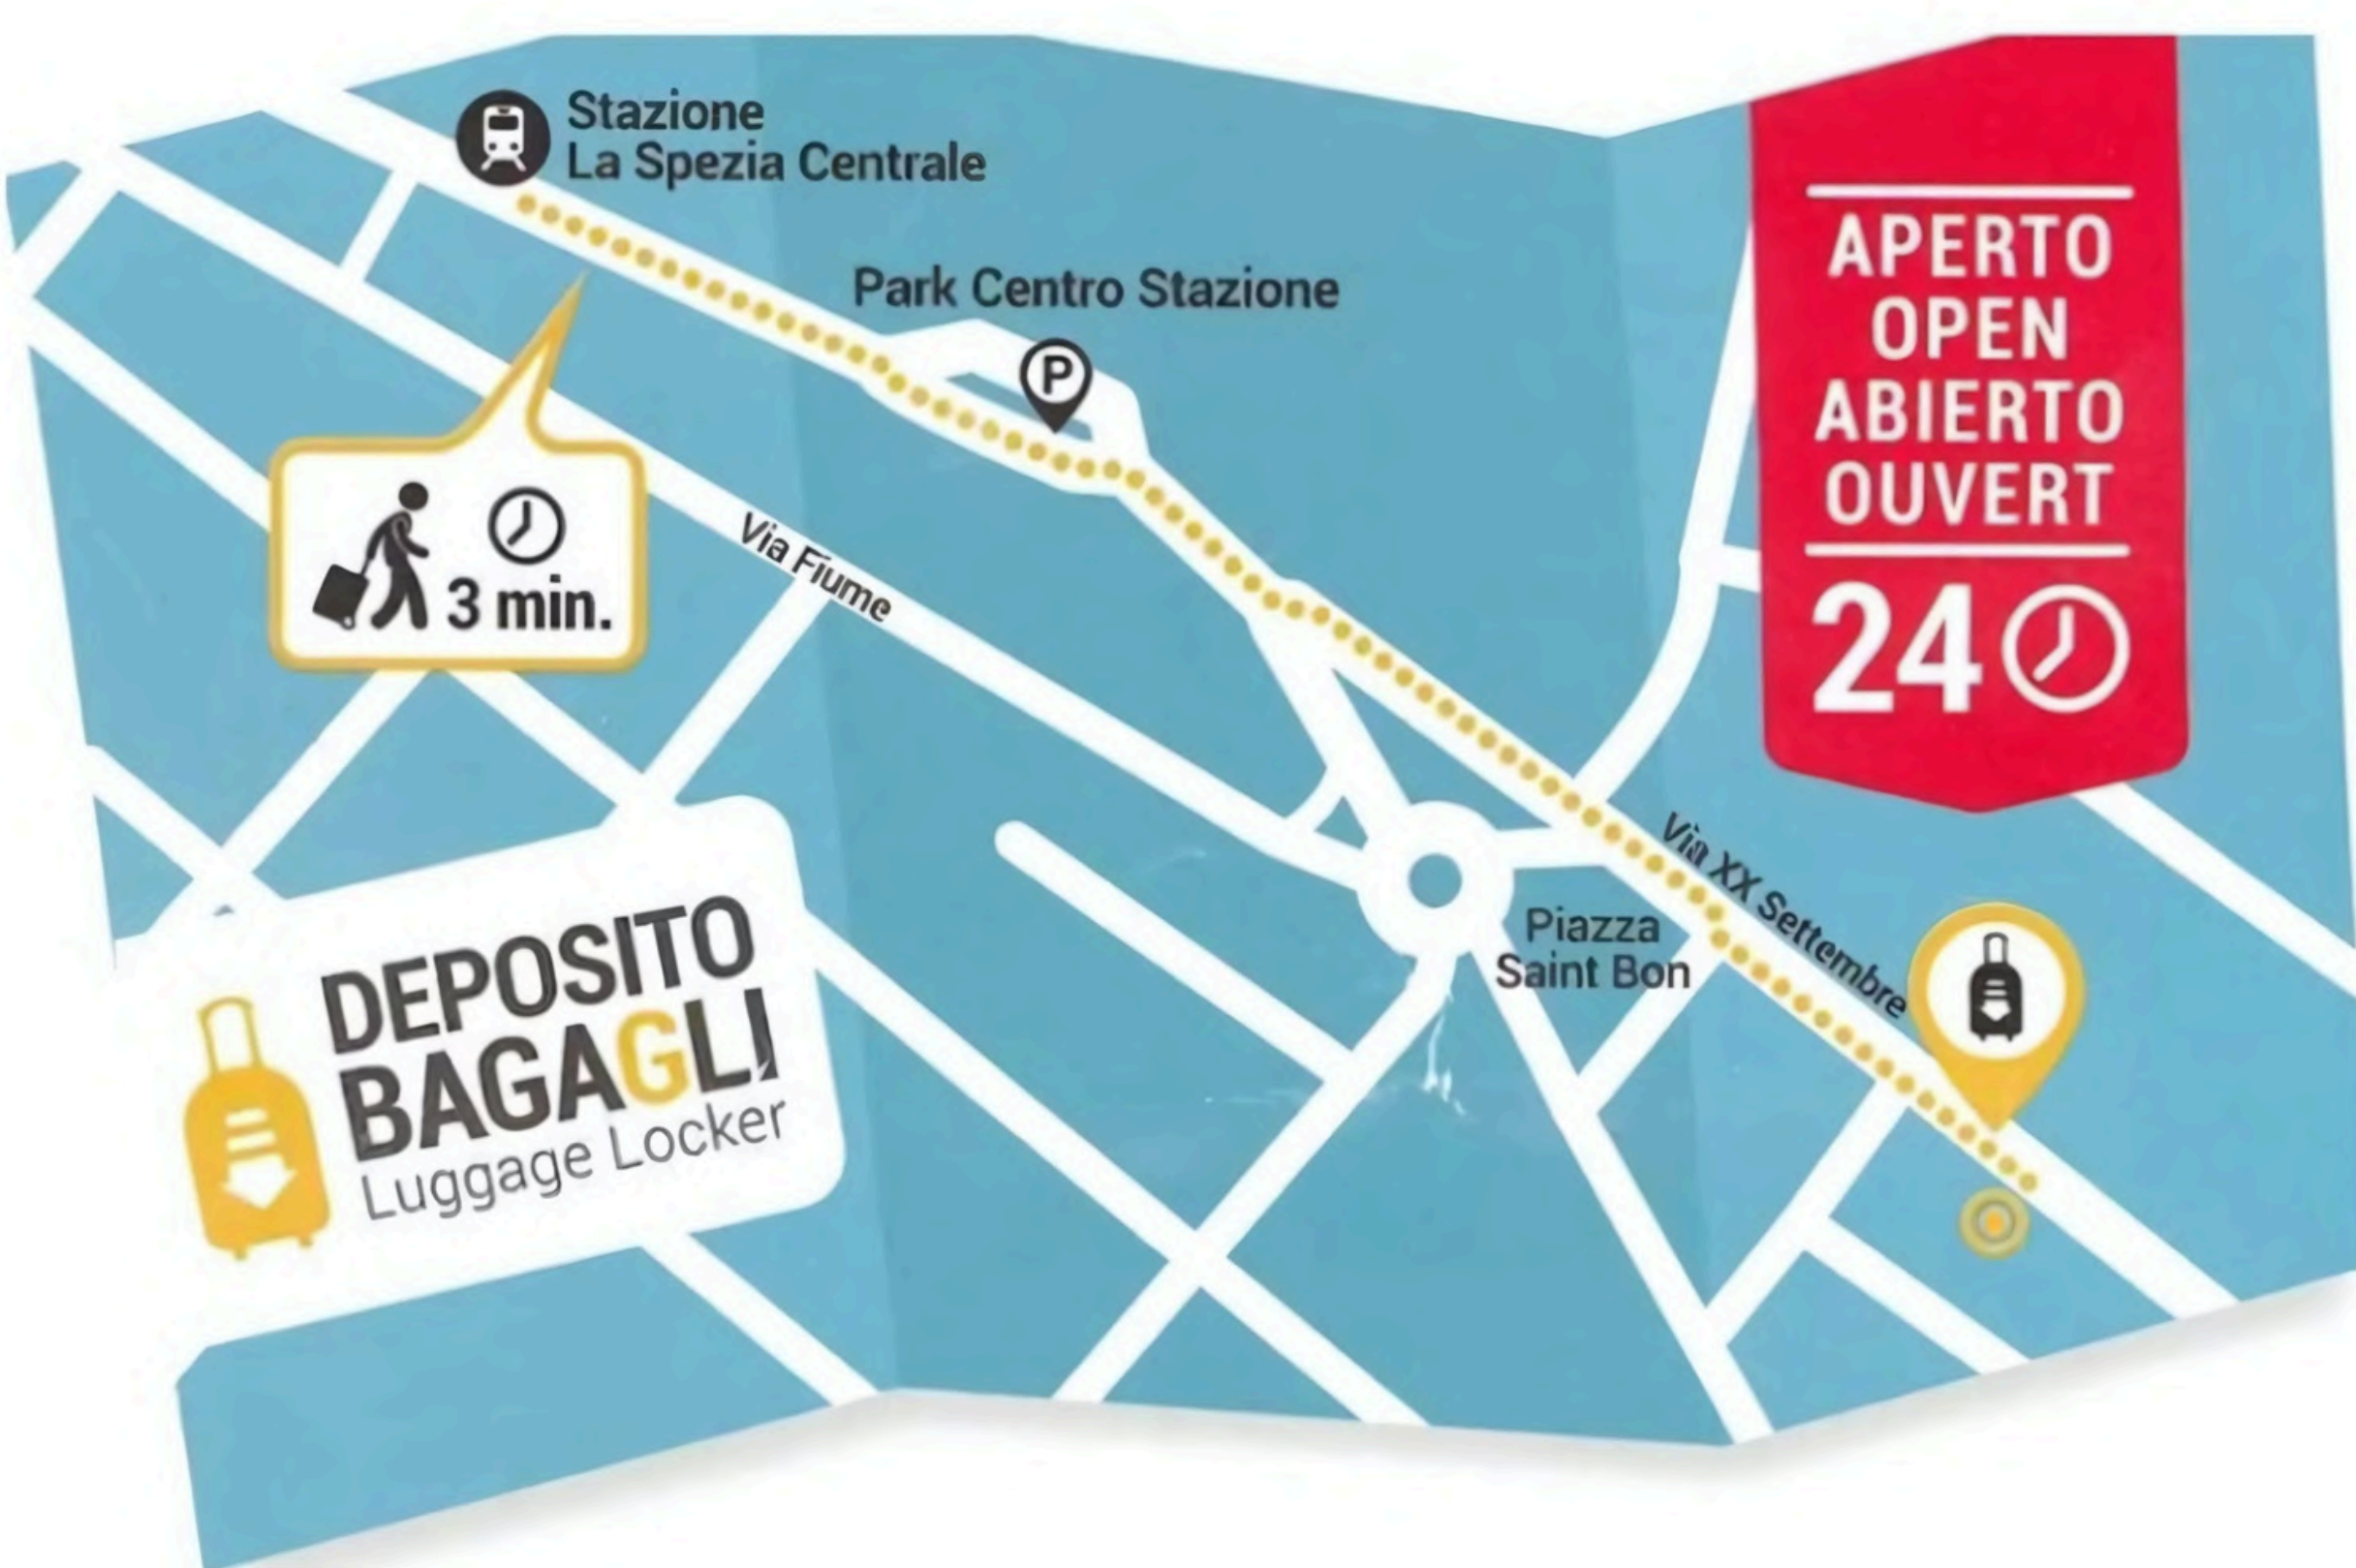 Stazione
La Spezia Centrale
Park Centro Stazione
P
APERTO
OPEN
ABIERTO
OUVERT
24
3 min.
Via Fiume
Vià XX Settembre
Piazza
Saint Bon
DEPOSITO
BAGAGLI
Luggage Locker